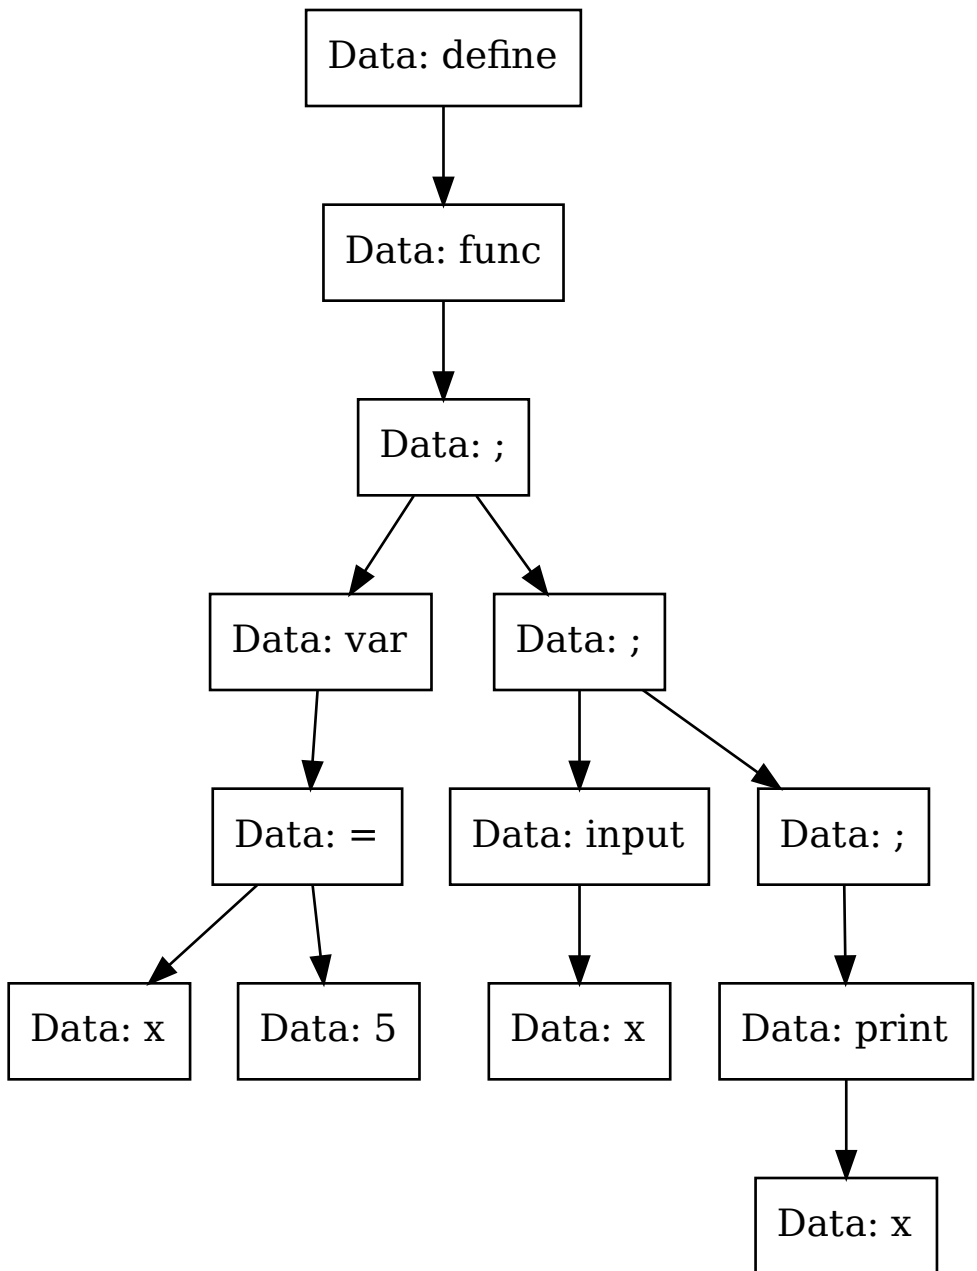 Data: define
Data: func
Data: ;
Data: var
Data: ;
Data: =
Data: input
Data: ;
Data: x
Data: 5
Data: x
Data: print
Data: x